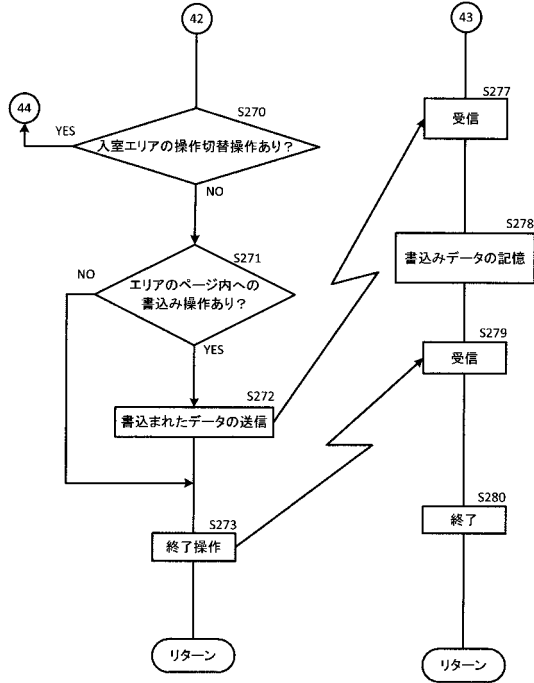 42
S270
44
YES
入室エリアの操作切替操作あり？
NO
S271
NO
エリアのページ内への
書込み操作あり？
YES
S272
書込まれたデータの送信
S273
終了操作
リターン
43
S277
受信
S278
書込みデータの記憶
S279
受信
S280
終了
リターン